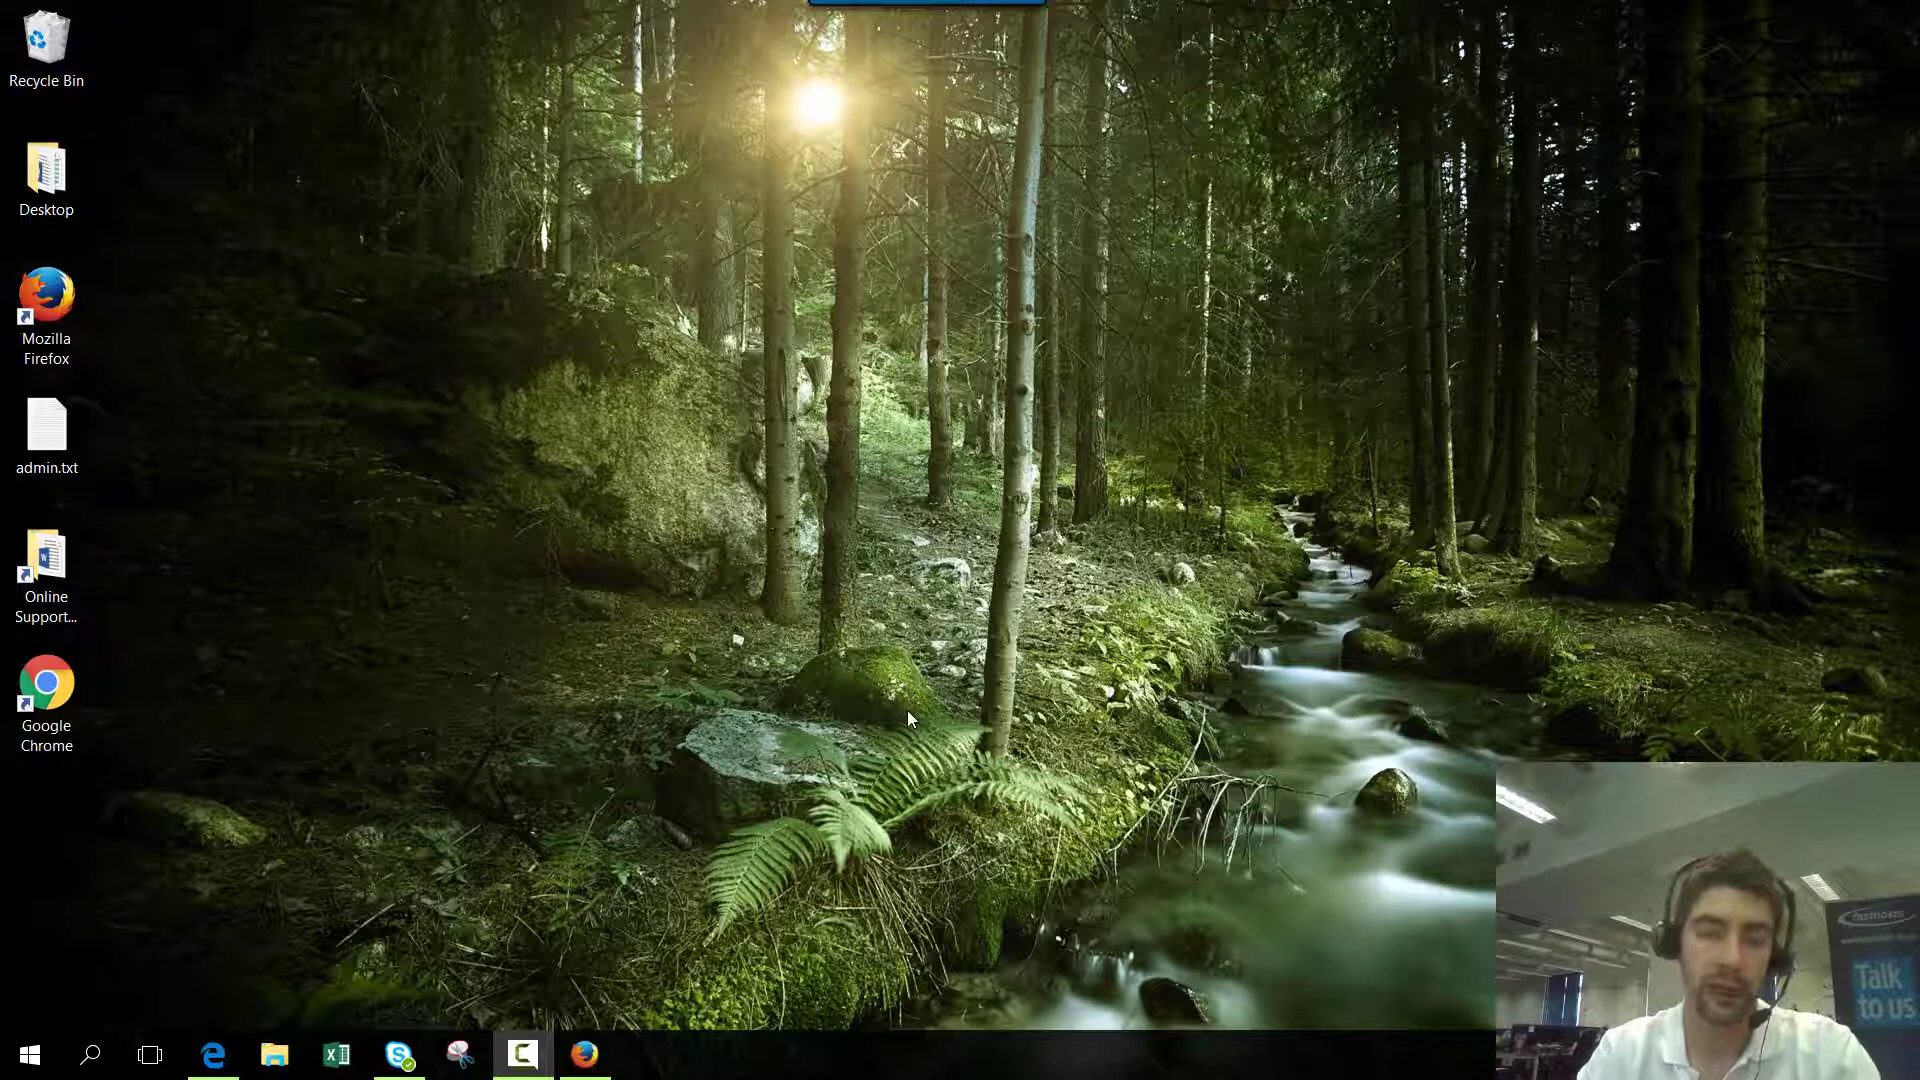 Recycle Bin
Desktop
Mozilla
Firefox
admin.txt
Online
Support...
Google
Chrome
Talk
to us